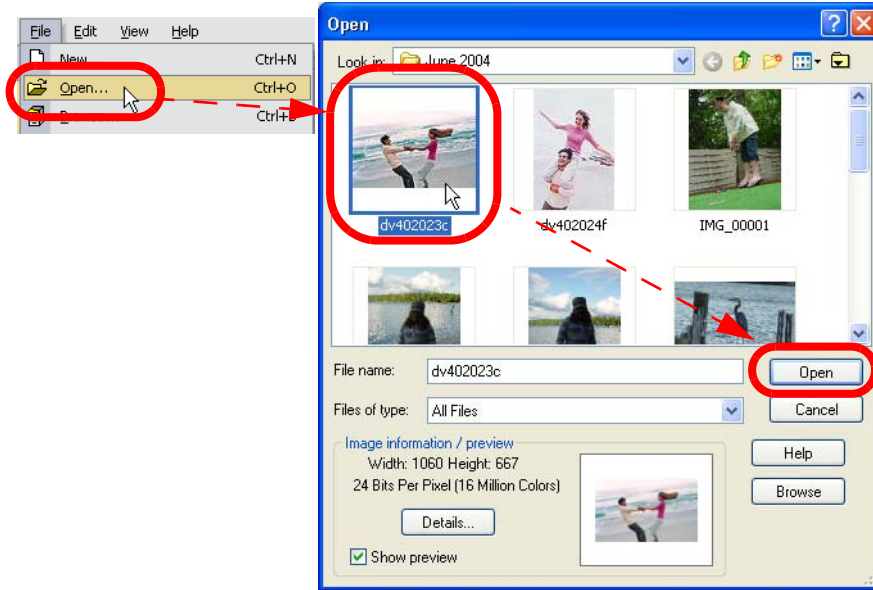 File Edit View Help
New Ctrl+N
Open... Ctrl+O
Open
Look in: June 2004
dv402023c
dv402024f
IMG_00001
File name: dv402023c
Open
Files of type: All Files
Cancel
Image information / preview
Width: 1060 Height: 667
24 Bits Per Pixel (16 Million Colors)
Details...
Show preview
Help
Browse